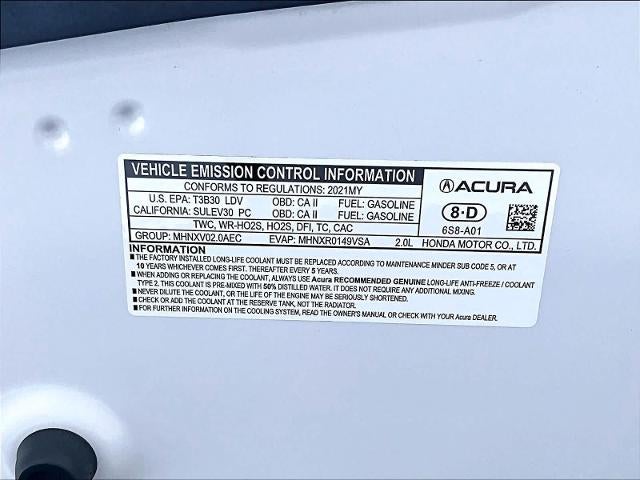 VEHICLE EMISSION CONTROL INFORMATION
CONFORMS TO REGULATIONS: 2021MY
U.S. EPA: T3B30 LDV OBD: CA II FUEL: GASOLINE
CALIFORNIA: SULEV30 PC OBD: CA II FUEL: GASOLINE
TWC, WR-HO2S, HO2S, DFI, TC, CAC
GROUP: MHNXV02.0AEC EVAP: MHNXR0149VSA 2.0L
ACURA
8·D
6S8-A01
HONDA MOTOR CO., LTD.
INFORMATION
■ THE FACTORY INSTALLED LONG-LIFE COOLANT MUST BE REPLACED ACCORDING TO MAINTENANCE MINDER SUB CODE 5, OR AT
10 YEARS WHICHEVER COMES FIRST. THEREAFTER EVERY 5 YEARS.
■ WHEN ADDING OR REPLACING THE COOLANT, ALWAYS USE Acura RECOMMENDED GENUINE LONG-LIFE ANTI-FREEZE / COOLANT
TYPE 2. THIS COOLANT IS PRE-MIXED WITH 50% DISTILLED WATER. IT DOES NOT REQUIRE ANY ADDITIONAL MIXING.
■ NEVER DILUTE THE COOLANT, OR THE LIFE OF THE ENGINE MAY BE SERIOUSLY SHORTENED.
■ CHECK OR ADD THE COOLANT AT THE RESERVE TANK, NOT THE RADIATOR.
■ FOR FURTHER INFORMATION ON THE COOLING SYSTEM, READ THE OWNER'S MANUAL OR CHECK WITH YOUR Acura DEALER.